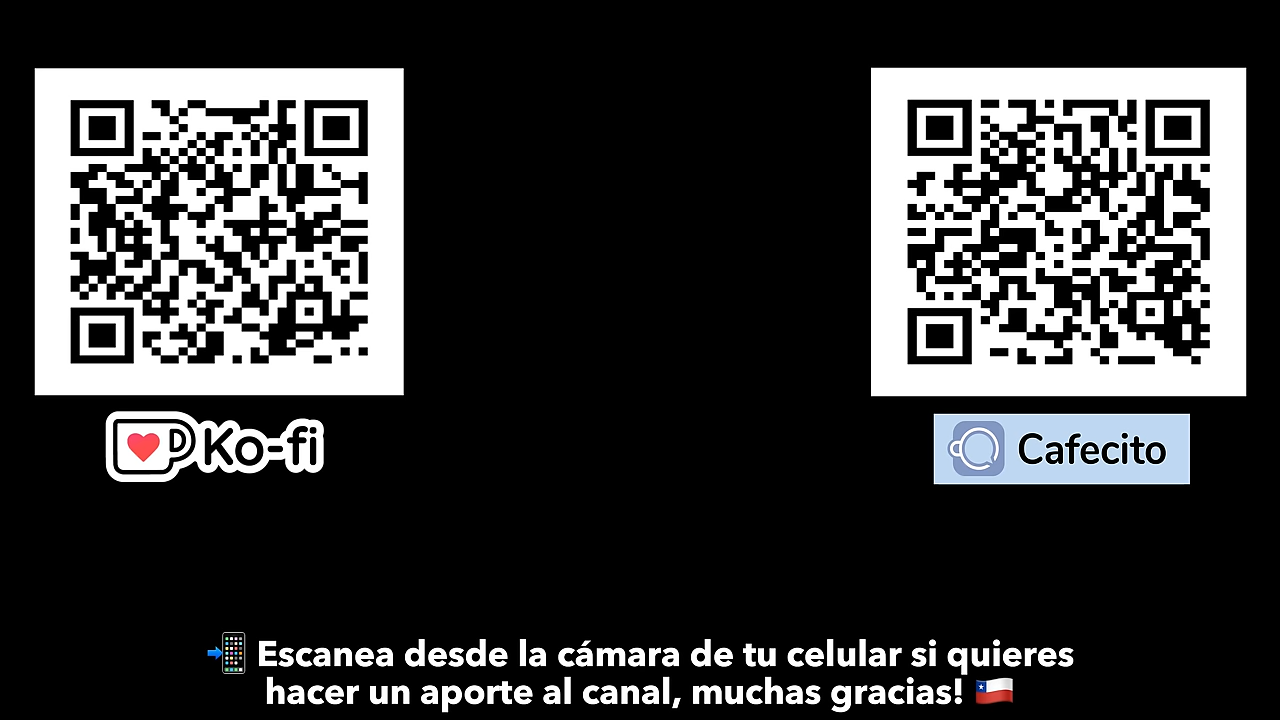 Ko-fi
Cafecito
📲 Escanea desde la cámara de tu celular si quieres
hacer un aporte al canal, muchas gracias! 🇨🇱